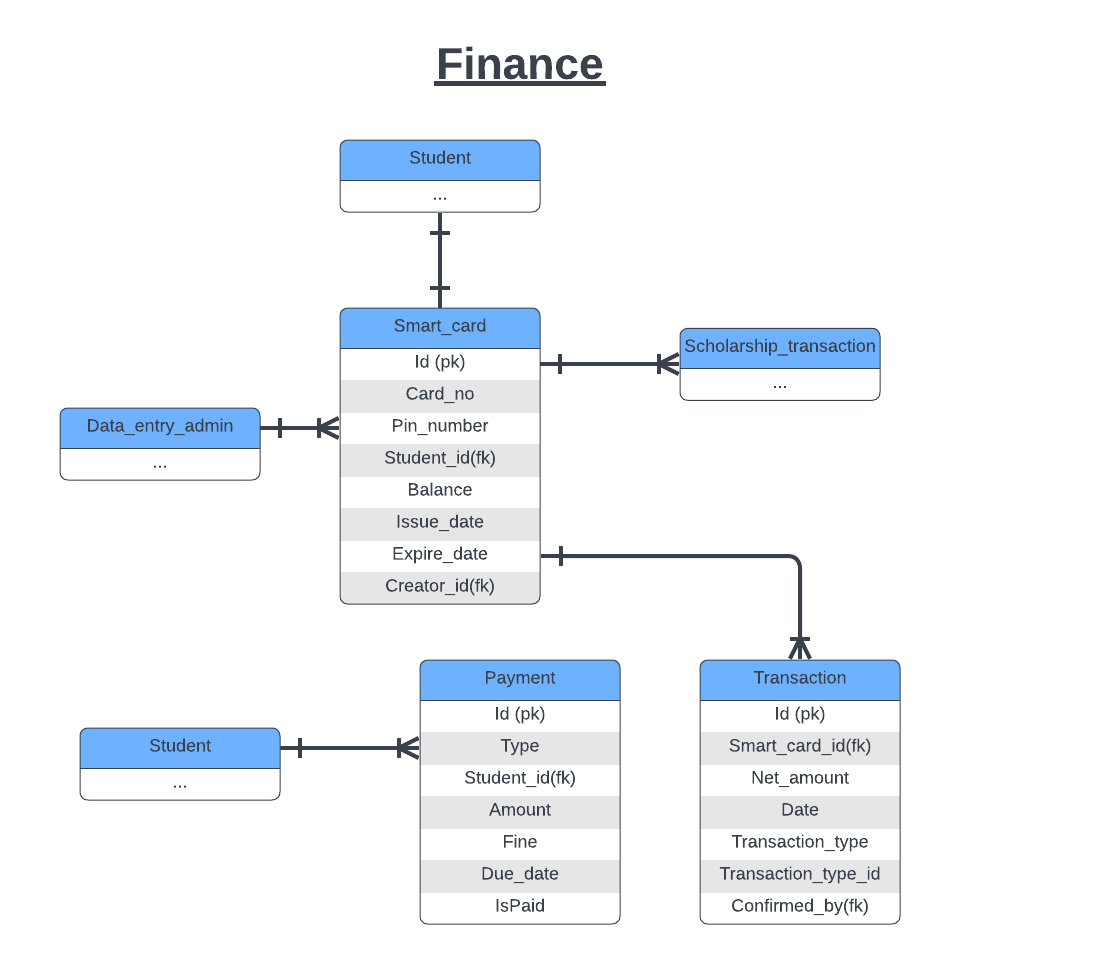 Finance
Student
...
Smart_card
Id (pk)
Card_no
Pin_number
Student_id(fk)
Balance
Issue_date
Expire_date
Creator_id(fk)
Scholarship_transaction
...
Data_entry_admin
...
Payment
Id (pk)
Type
Student_id(fk)
Amount
Fine
Due_date
IsPaid
Transaction
Id (pk)
Smart_card_id(fk)
Net_amount
Date
Transaction_type
Transaction_type_id
Confirmed_by(fk)
Student
...